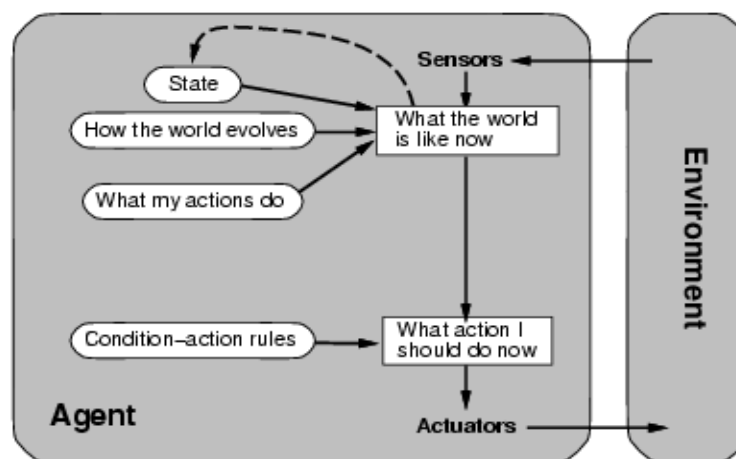 Sensors
State
What the world
is like now
How the world evolves
What my actions do
Condition–action rules
What action I
should do now
Agent
Actuators
Environment